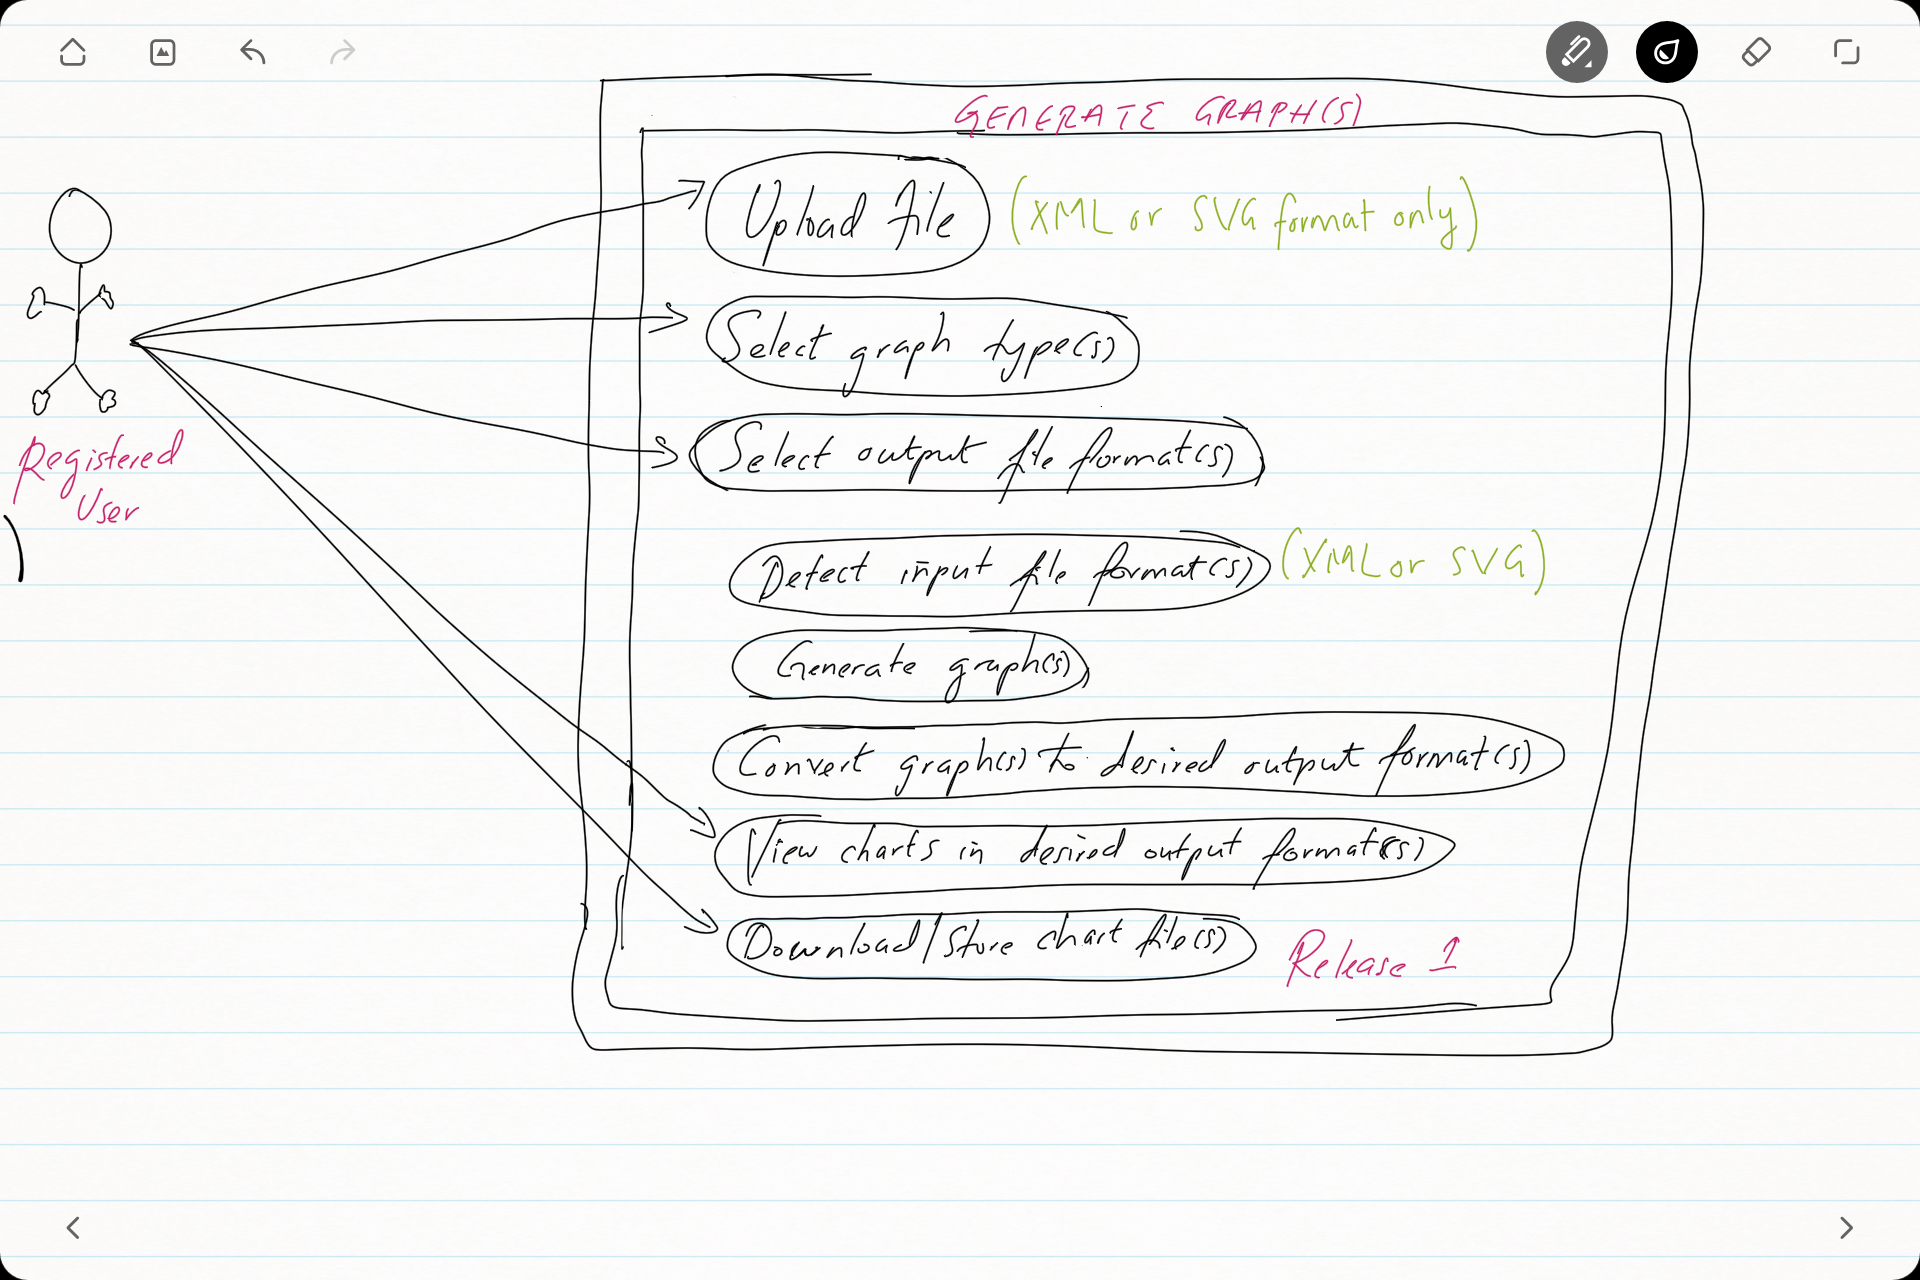 GENERATE GRAPH(S)
Upload file (XML or SVG format only)
Select graph type(s)
Select output file format(s)
Registered
User
Detect input file format(s) (XML or SVG)
Generate graph(s)
Convert graph(s) to desired output format(s)
View charts in desired output format(s)
Download/Store chart file(s) Release 1